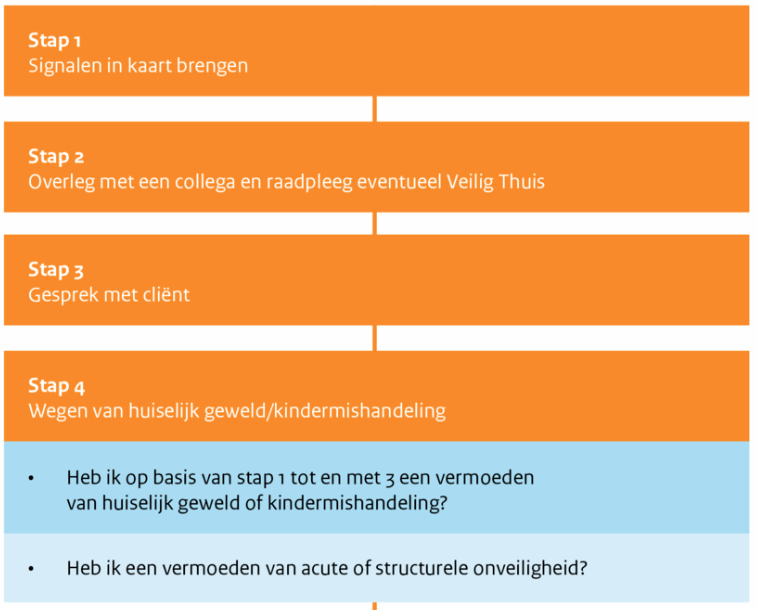 Stap 1
Signalen in kaart brengen
Stap 2
Overleg met een collega en raadpleeg eventueel Veilig Thuis
Stap 3
Gesprek met cliënt
Stap 4
Wegen van huiselijk geweld/kindermishandeling
• Heb ik op basis van stap 1 tot en met 3 een vermoeden
van huiselijk geweld of kindermishandeling?
• Heb ik een vermoeden van acute of structurele onveiligheid?